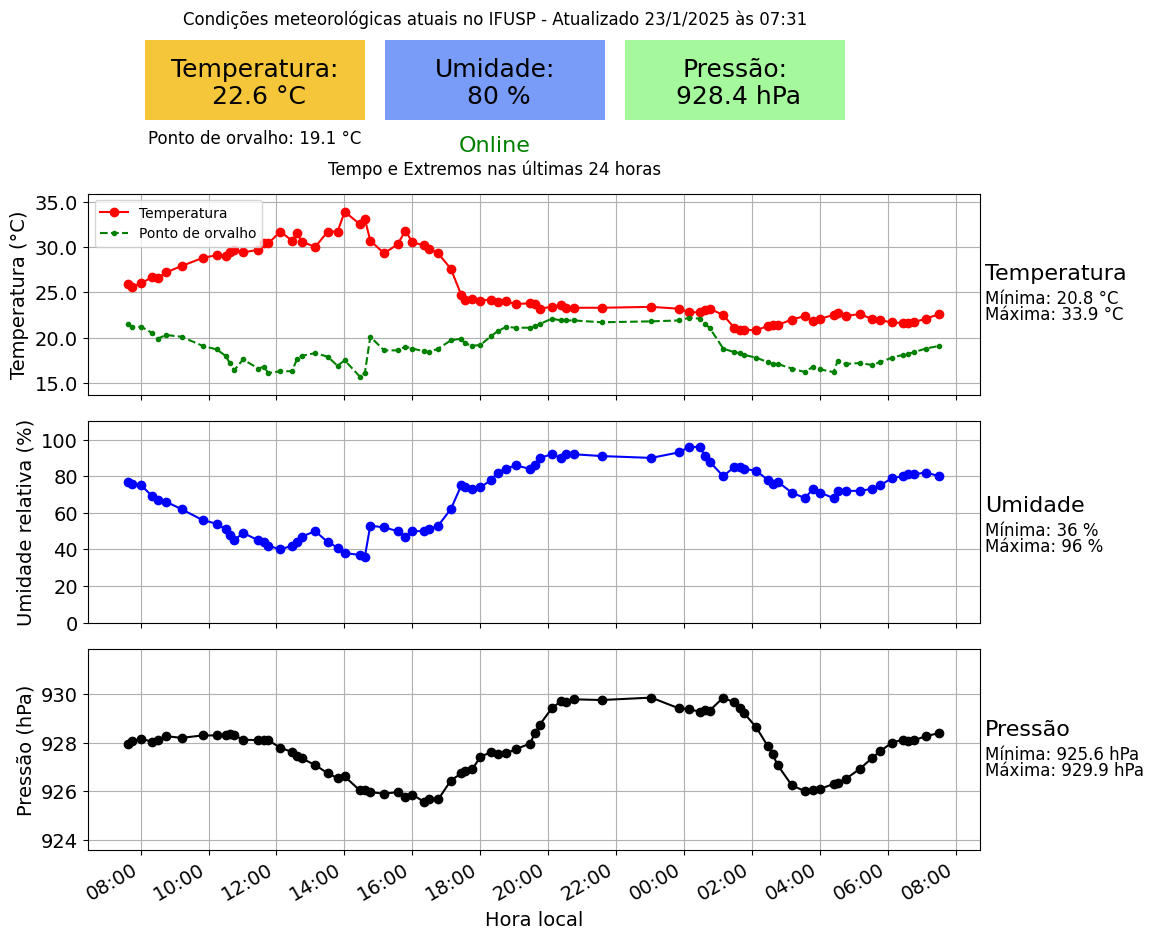 Condições meteorológicas atuais no IFUSP - Atualizado 23/1/2025 às 07:31
Temperatura:
22.6 °C
Umidade:
80 %
Pressão:
928.4 hPa
Ponto de orvalho: 19.1 °C
Online
Tempo e Extremos nas últimas 24 horas
Temperatura (°C)
35.0
30.0
25.0
20.0
15.0
Temperatura
Ponto de orvalho
Temperatura
Mínima: 20.8 °C
Máxima: 33.9 °C
Umidade relativa (%)
100
80
60
40
20
0
Umidade
Mínima: 36 %
Máxima: 96 %
Pressão (hPa)
930
928
926
924
Pressão
Mínima: 925.6 hPa
Máxima: 929.9 hPa
08:00 10:00 12:00 14:00 16:00 18:00 20:00 22:00 00:00 02:00 04:00 06:00 08:00
Hora local